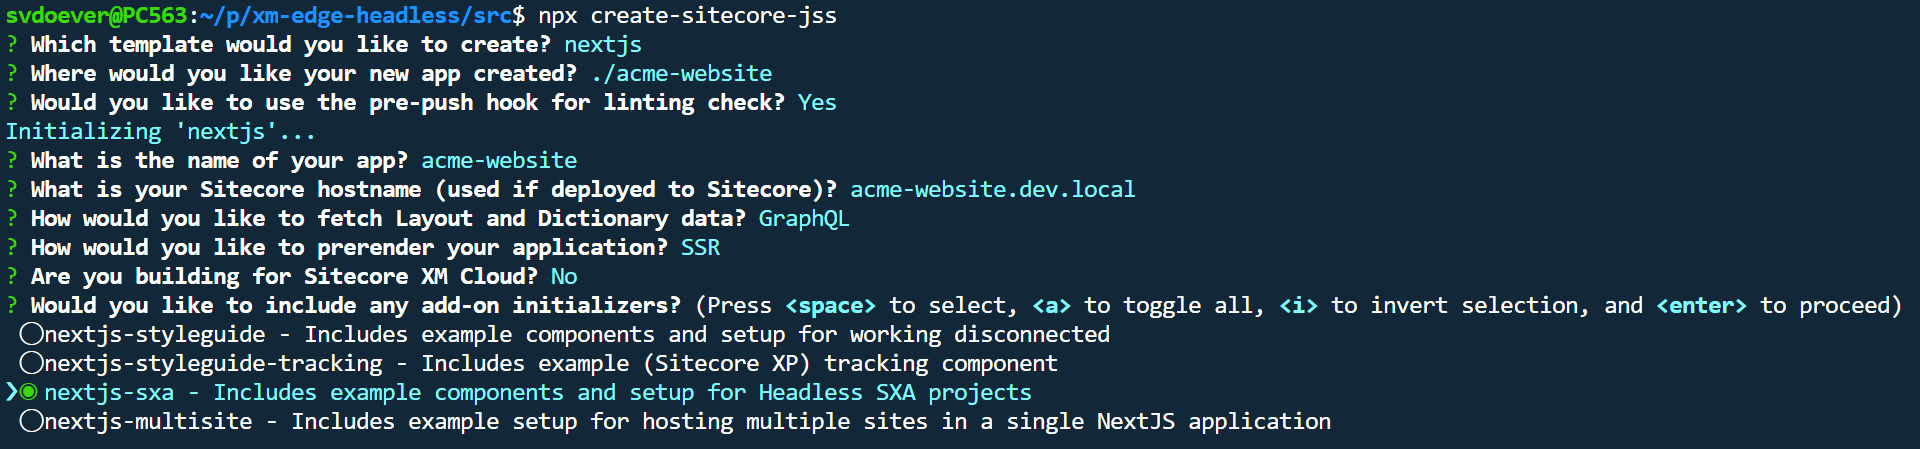 svdoever@PC563:~/p/xm-edge-headless/src$ npx create-sitecore-jss
? Which template would you like to create? nextjs
? Where would you like your new app created? ./acme-website
? Would you like to use the pre-push hook for linting check? Yes
Initializing 'nextjs'...
? What is the name of your app? acme-website
? What is your Sitecore hostname (used if deployed to Sitecore)? acme-website.dev.local
? How would you like to fetch Layout and Dictionary data? GraphQL
? How would you like to prerender your application? SSR
? Are you building for Sitecore XM Cloud? No
? Would you like to include any add-on initializers? (Press <space> to select, <a> to toggle all, <i> to invert selection, and <enter> to proceed)
◯nextjs-styleguide - Includes example components and setup for working disconnected
◯nextjs-styleguide-tracking - Includes example (Sitecore XP) tracking component
❯◉ nextjs-sxa - Includes example components and setup for Headless SXA projects
◯nextjs-multisite - Includes example setup for hosting multiple sites in a single NextJS application